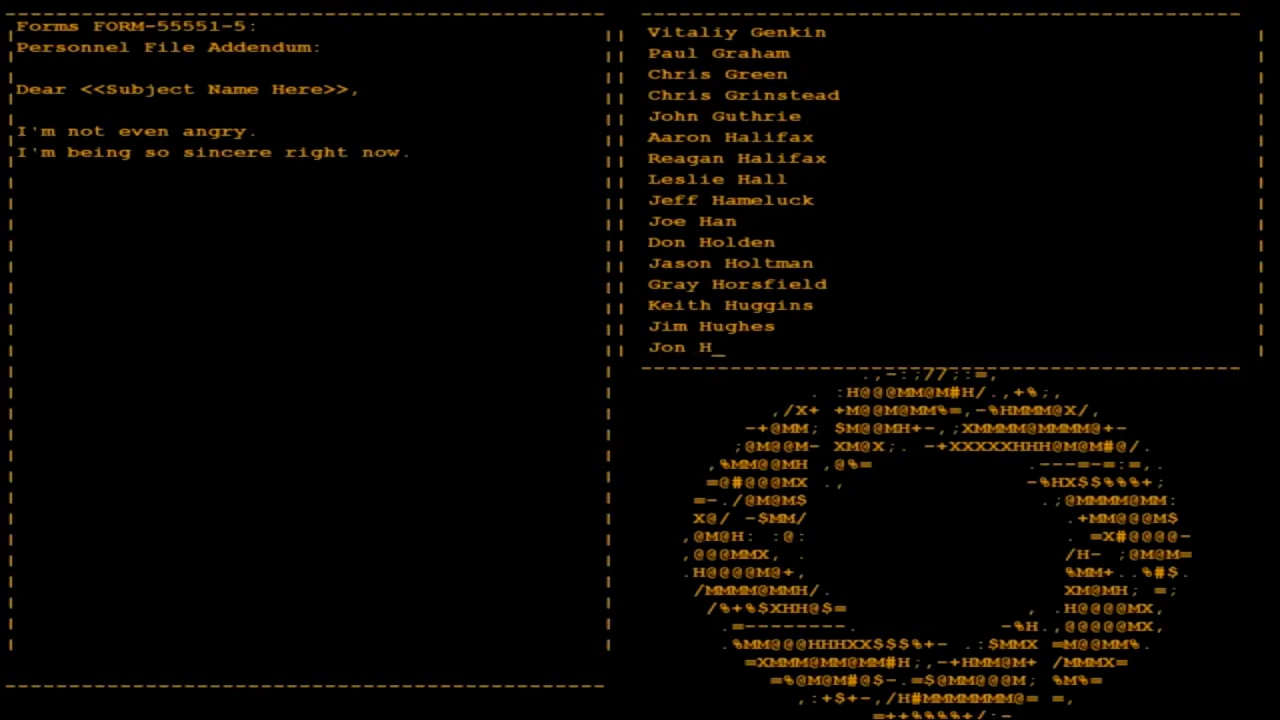 Forms FORM-55551-5:
Personnel File Addendum:
Dear <<Subject Name Here>>,
I'm not even angry.
I'm being so sincere right now.
Vitaliy Genkin
Paul Graham
Chris Green
Chris Grinstead
John Guthrie
Aaron Halifax
Reagan Halifax
Leslie Hall
Jeff Hameluck
Joe Han
Don Holden
Jason Holtman
Gray Horsfield
Keith Huggins
Jim Hughes
Jon H_